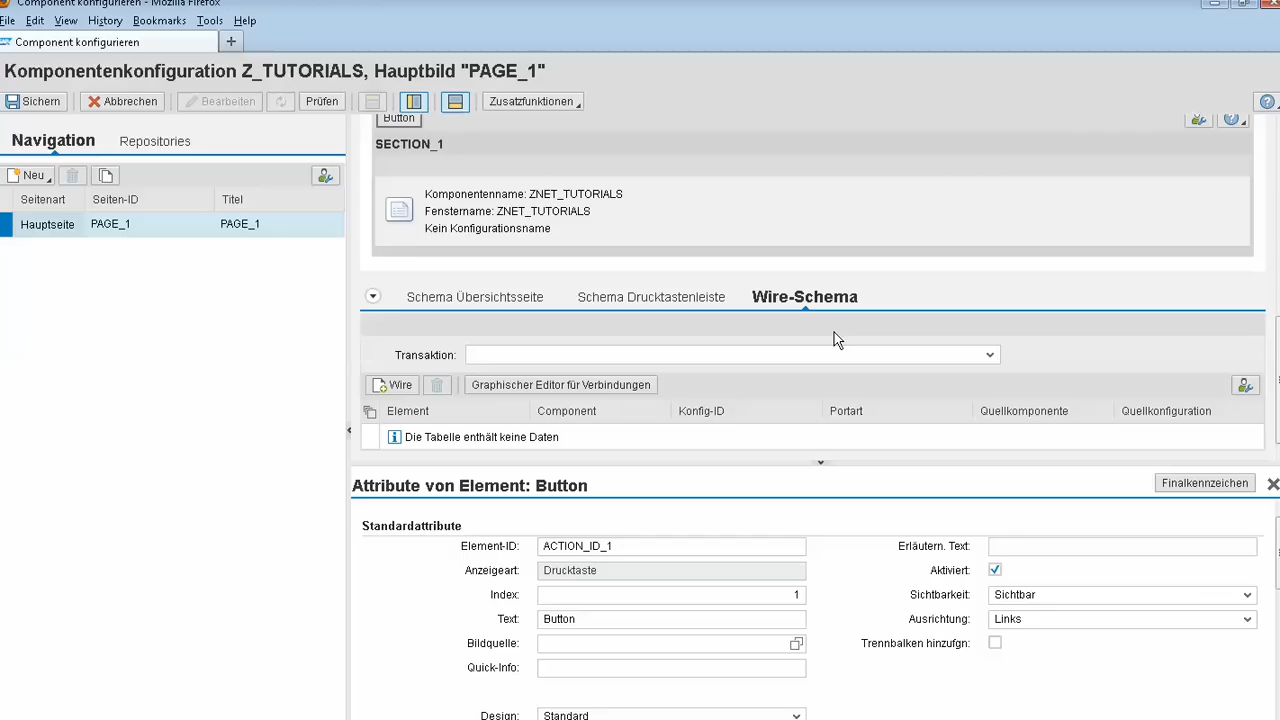 Component konfigurieren - Mozilla Firefox
File Edit View History Bookmarks Tools Help
Component konfigurieren +
Komponentenkonfiguration Z_TUTORIALS, Hauptbild "PAGE_1"
Sichern Abbrechen Bearbeiten Prüfen Zusatzfunktionen
Navigation Repositories
Neu
Seitenart Seiten-ID Titel
Hauptseite PAGE_1 PAGE_1
Button
SECTION_1
Komponentenname: ZNET_TUTORIALS
Fenstername: ZNET_TUTORIALS
Kein Konfigurationsname
Schema Übersichtsseite Schema Drucktastenleiste Wire-Schema
Transaktion:
Wire Graphischer Editor für Verbindungen
Element Component Konfig-ID Portart Quellkomponente Quellkonfiguration
Die Tabelle enthält keine Daten
Attribute von Element: Button Finalkennzeichen
Standardattribute
Element-ID: ACTION_ID_1 Erläutern. Text:
Anzeigeart: Drucktaste Aktiviert:
Index: 1 Sichtbarkeit: Sichtbar
Text: Button Ausrichtung: Links
Bildquelle: Trennbalken hinzufgn:
Quick-Info:
Design: Standard